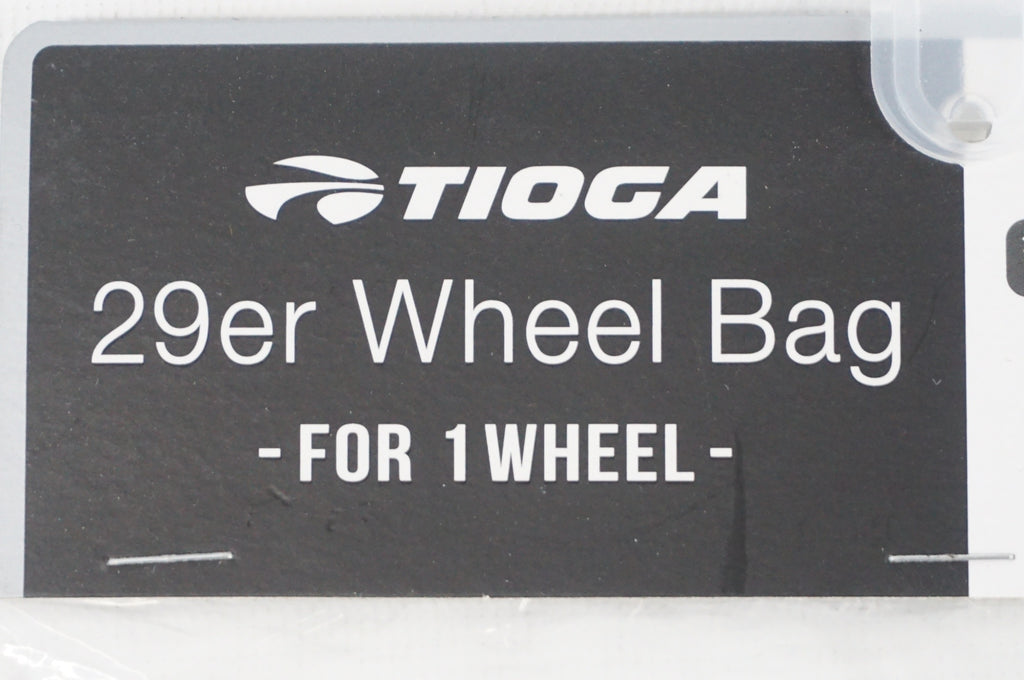 TIOGA
29er Wheel Bag
- FOR 1 WHEEL -